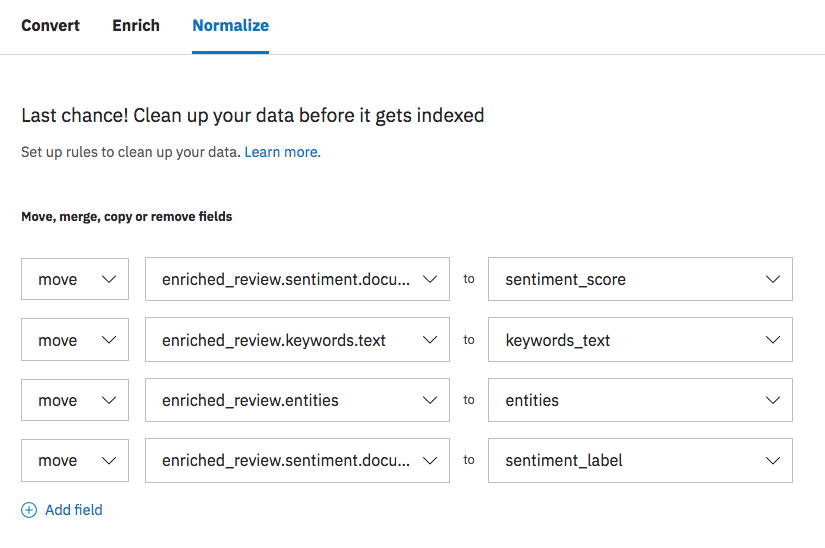 Convert Enrich Normalize
Last chance! Clean up your data before it gets indexed
Set up rules to clean up your data. Learn more.
Move, merge, copy or remove fields
move enriched_review.sentiment.docu... to sentiment_score
move enriched_review.keywords.text to keywords_text
move enriched_review.entities to entities
move enriched_review.sentiment.docu... to sentiment_label
Add field